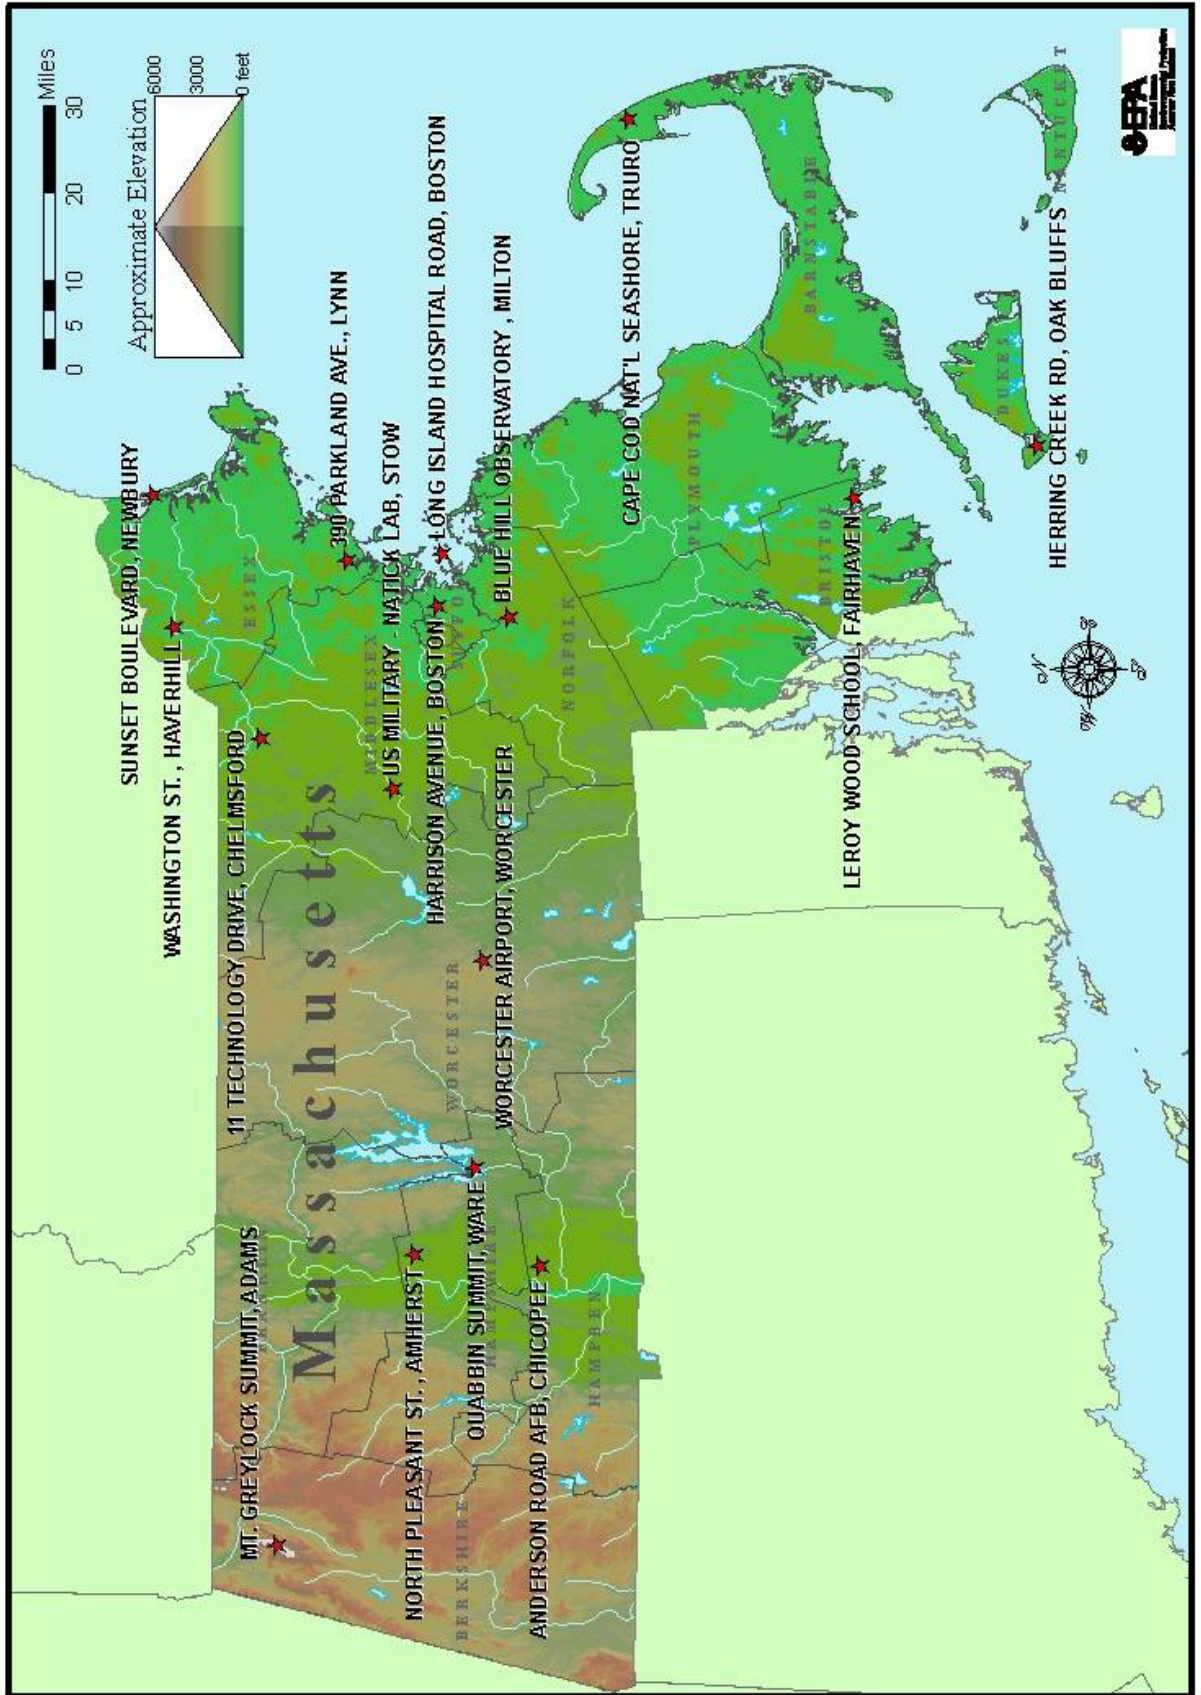 SUNSET BOULEVARD, NEWBURY
WASHINGTON ST., HAVERHILL
11 TECHNOLOGY DRIVE, CHELMSFORD
MT. GREYLOCK SUMMIT, ADAMS
Massachusetts
ESSEX
390 PARKLAND AVE., LYNN
MIDDLESEX
US MILITARY - NATICK LAB, STOW
NORTH PLEASANT ST., AMHERST
HARRISON AVENUE, BOSTON
LONG ISLAND HOSPITAL ROAD, BOSTON
SUFFOLK
BERKSHIRE
WORCESTER
QUABBIN SUMMIT, WARE
HAMPSHIRE
WORCESTER AIRPORT, WORCESTER
BLUE HILL OBSERVATORY , MILTON
ANDERSON ROAD AFB, CHICOPEE
HAMPDEN
NORFOLK
CAPE COD NAT'L SEASHORE, TRURO
PLYMOUTH
BARNSTABLE
BRISTOL
LEROY WOOD SCHOOL, FAIRHAVEN
DUKES
HERRING CREEK RD, OAK BLUFFS
NANTUCKET
0 5 10 20 30 Miles
Approximate Elevation
6000
3000
0 feet
N
W E
S
EPA